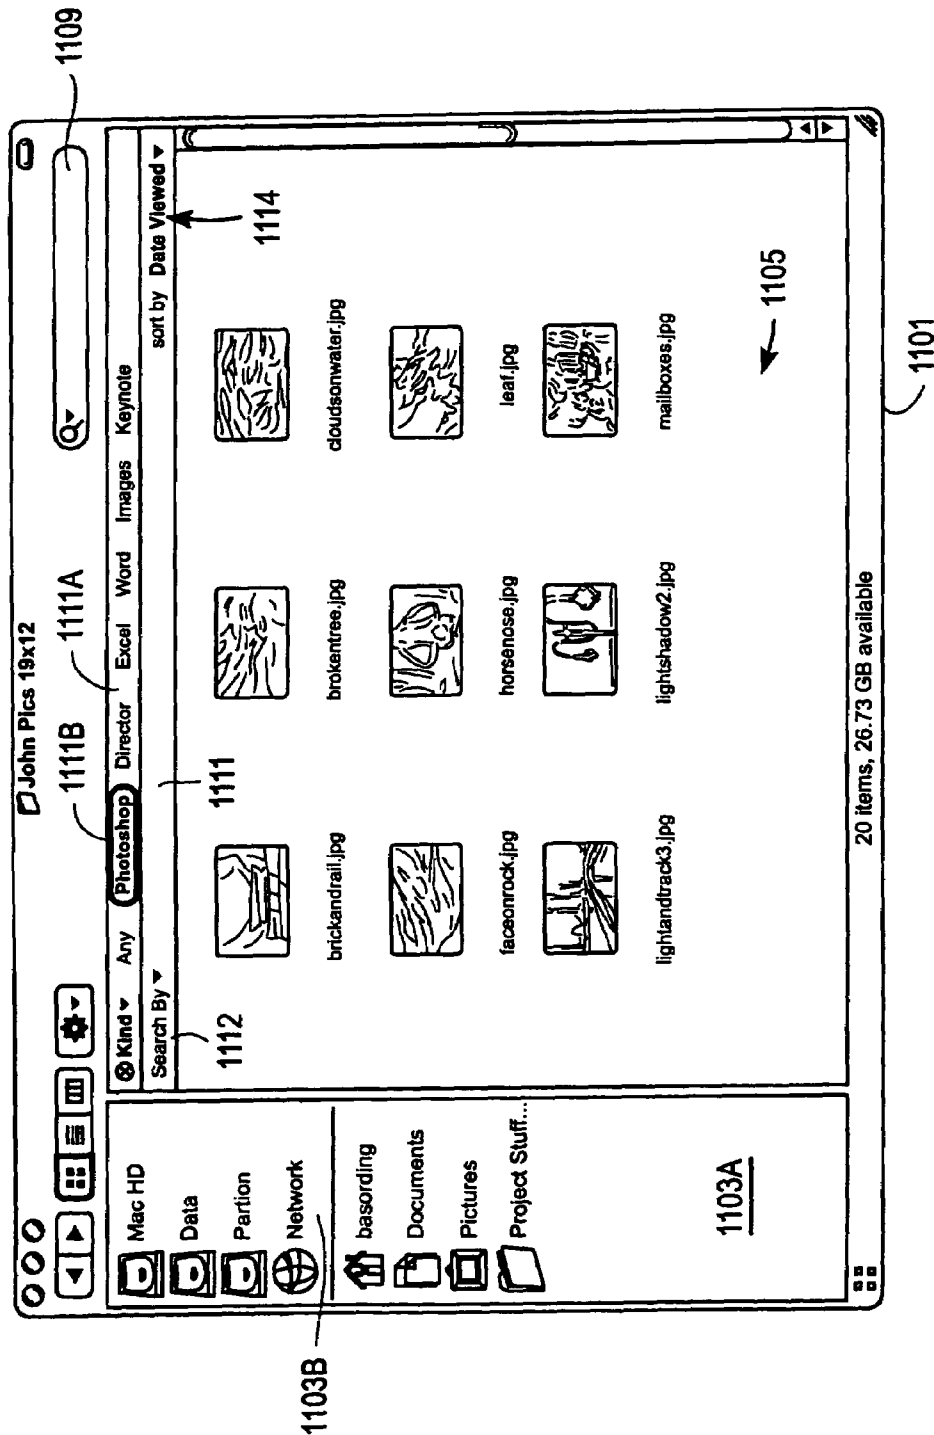 John Pics 19x12
1109
1111B
1111A
Kind Any Photoshop Director Excel Word Images Keynote
Search By
sort by Date Viewed
1112
1111
1114
Mac HD
Data
Partion
Network
basording
Documents
Pictures
Project Stuff...
1103A
1103B
brickandrail.jpg
brokentree.jpg
cloudsonwater.jpg
faceonrock.jpg
horsenose.jpg
leaf.jpg
lightandtrack3.jpg
lightshadow2.jpg
mailboxes.jpg
1105
20 items, 26.73 GB available
1101